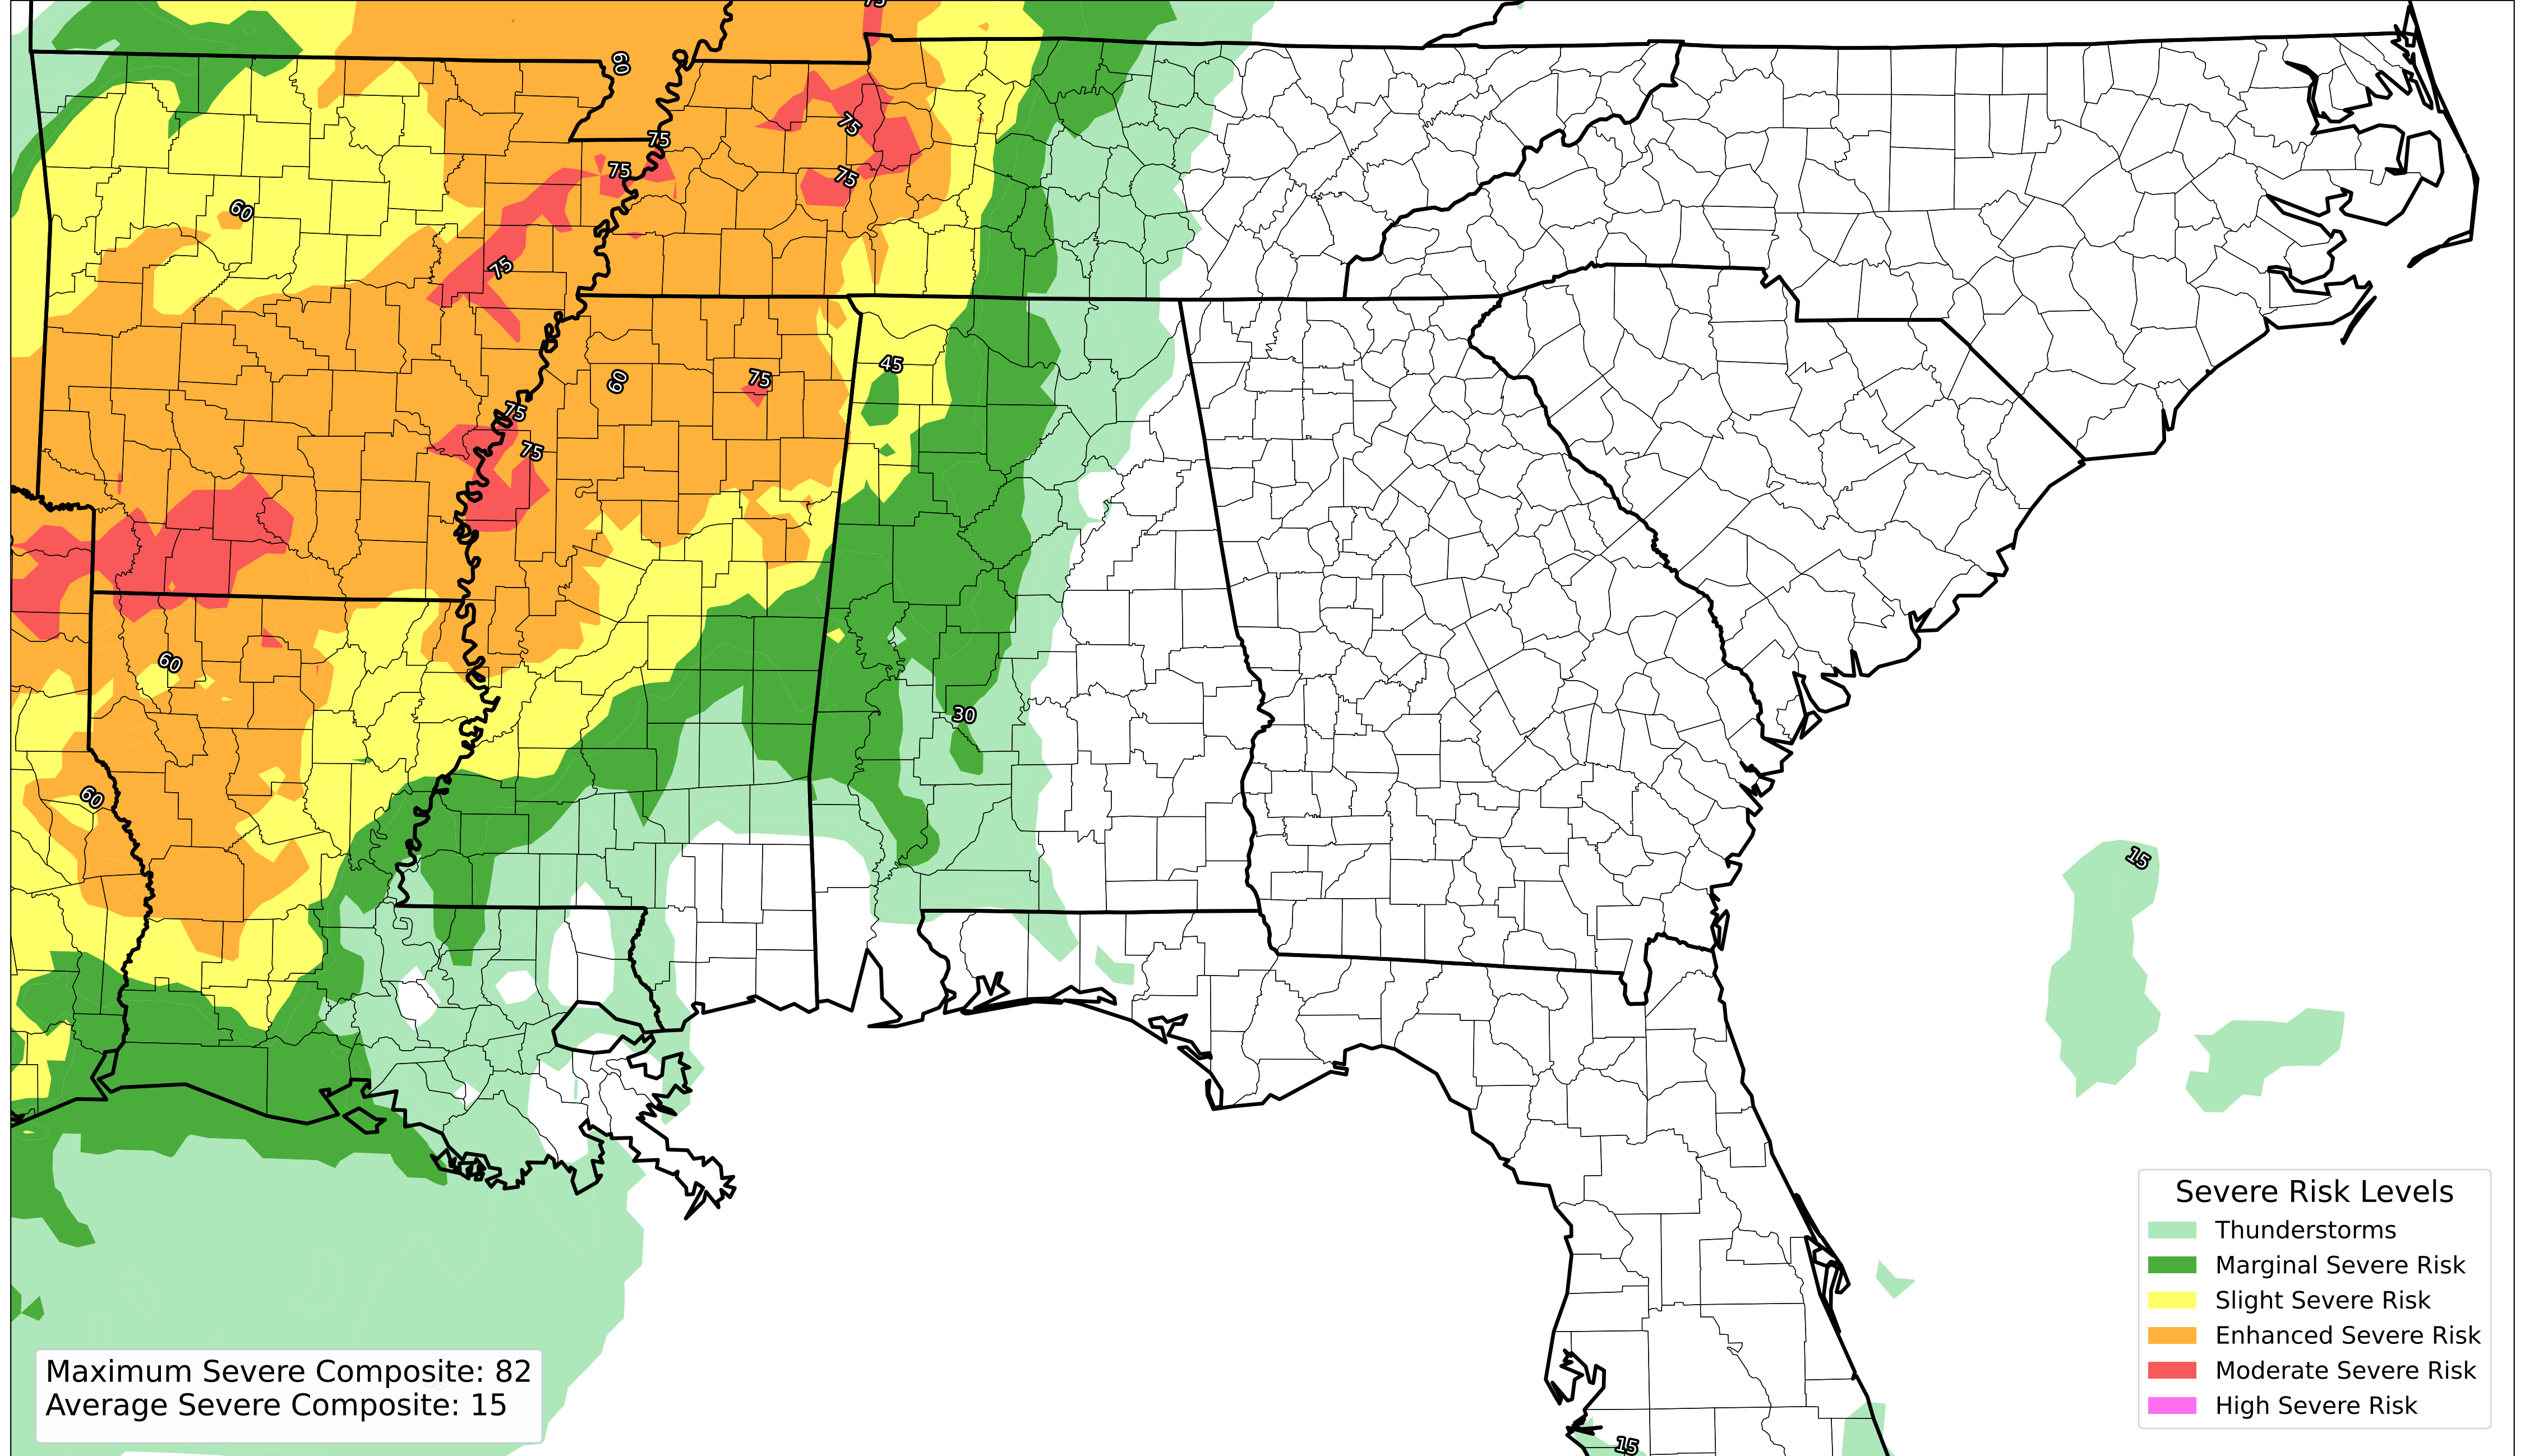 75
60
75
75
75
75
60
75
45
60
75
75
75
60
30
60
15
Severe Risk Levels
Thunderstorms
Marginal Severe Risk
Slight Severe Risk
Enhanced Severe Risk
Moderate Severe Risk
High Severe Risk
Maximum Severe Composite: 82
Average Severe Composite: 15
15